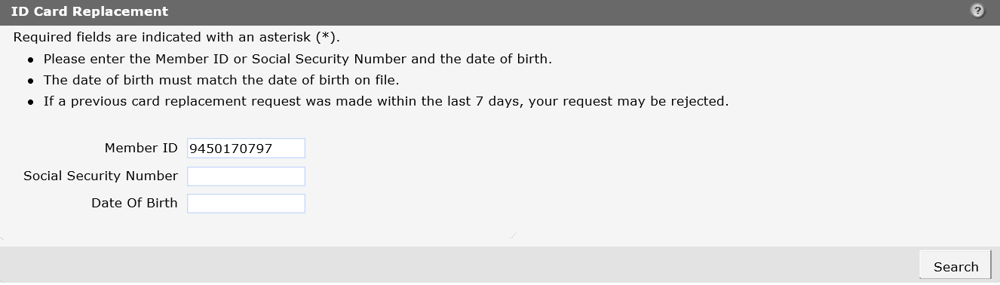 ID Card Replacement
?
Required fields are indicated with an asterisk (*).
• Please enter the Member ID or Social Security Number and the date of birth.
• The date of birth must match the date of birth on file.
• If a previous card replacement request was made within the last 7 days, your request may be rejected.
Member ID 9450170797
Social Security Number
Date Of Birth
Search